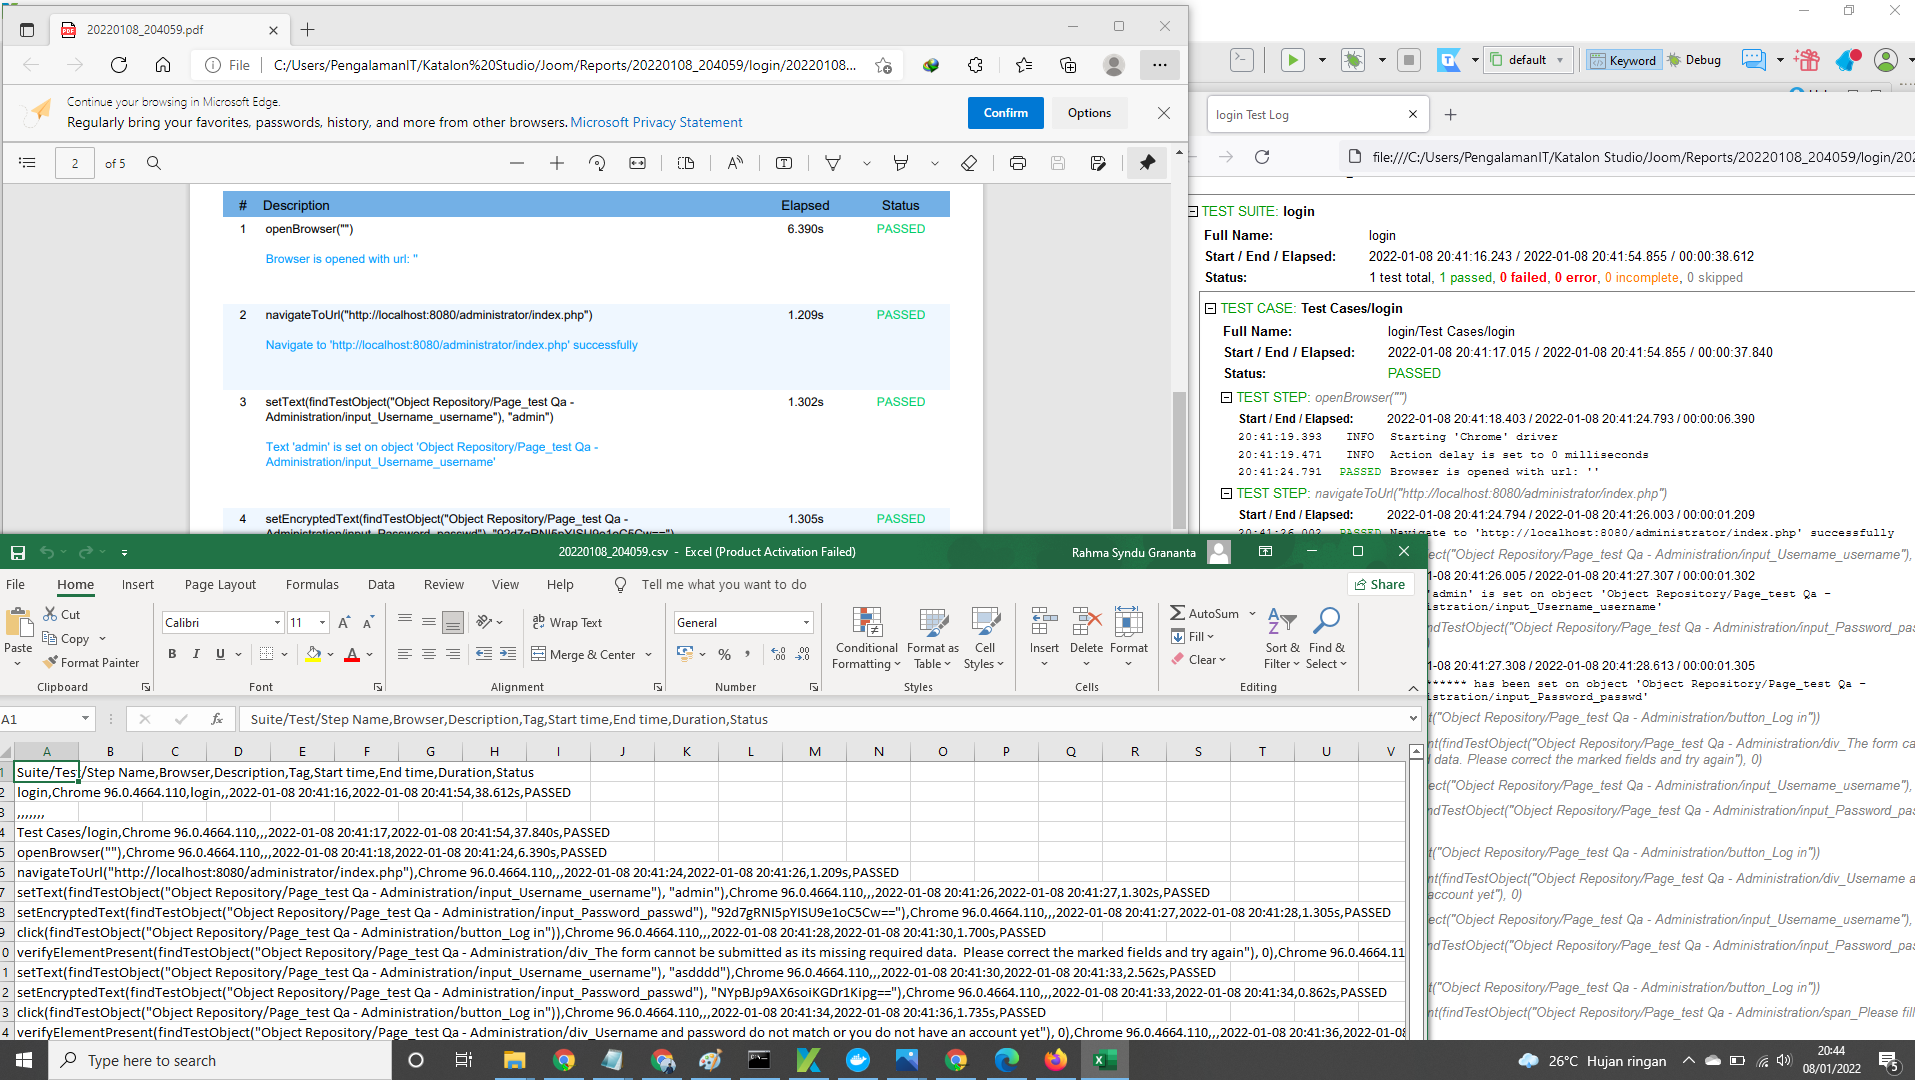 20220108_204059.pdf
File
C:/Users/PengalamanIT/Katalon%20Studio/Joom/Reports/20220108_204059/login/20220108...
Continue your browsing in Microsoft Edge.
Regularly bring your favorites, passwords, history, and more from other browsers. Microsoft Privacy Statement
Confirm
Options
2 of 5
# Description Elapsed Status
1 openBrowser("") 6.390s PASSED
Browser is opened with url: ''
2 navigateToUrl("http://localhost:8080/administrator/index.php") 1.209s PASSED
Navigate to 'http://localhost:8080/administrator/index.php' successfully
3 setText(findTestObject("Object Repository/Page_test Qa - 1.302s PASSED
Administration/input_Username_username"), "admin")
Text 'admin' is set on object 'Object Repository/Page_test Qa -
Administration/input_Username_username'
4 setEncryptedText(findTestObject("Object Repository/Page_test Qa - 1.305s PASSED
default
Keyword
Debug
login Test Log
file:///C:/Users/PengalamanIT/Katalon Studio/Joom/Reports/20220108_204059/login/202
TEST SUITE: login
Full Name: login
Start / End / Elapsed: 2022-01-08 20:41:16.243 / 2022-01-08 20:41:54.855 / 00:00:38.612
Status: 1 test total, 1 passed, 0 failed, 0 error, 0 incomplete, 0 skipped
TEST CASE: Test Cases/login
Full Name: login/Test Cases/login
Start / End / Elapsed: 2022-01-08 20:41:17.015 / 2022-01-08 20:41:54.855 / 00:00:37.840
Status: PASSED
TEST STEP: openBrowser("")
Start / End / Elapsed: 2022-01-08 20:41:18.403 / 2022-01-08 20:41:24.793 / 00:00:06.390
20:41:19.393 INFO Starting 'Chrome' driver
20:41:19.471 INFO Action delay is set to 0 milliseconds
20:41:24.791 PASSED Browser is opened with url: ''
TEST STEP: navigateToUrl("http://localhost:8080/administrator/index.php")
Start / End / Elapsed: 2022-01-08 20:41:24.794 / 2022-01-08 20:41:26.003 / 00:00:01.209
20:41:26.002 PASSED Navigate to 'http://localhost:8080/administrator/index.php' successfully
ect("Object Repository/Page_test Qa - Administration/input_Username_username"),
1-08 20:41:26.005 / 2022-01-08 20:41:27.307 / 00:00:01.302
'admin' is set on object 'Object Repository/Page_test Qa -
istration/input_Username_username'
ndTestObject("Object Repository/Page_test Qa - Administration/input_Password_pas
1-08 20:41:27.308 / 2022-01-08 20:41:28.613 / 00:00:01.305
****** has been set on object 'Object Repository/Page_test Qa -
istration/input_Password_passwd'
t("Object Repository/Page_test Qa - Administration/button_Log in"))
nt(findTestObject("Object Repository/Page_test Qa - Administration/div_The form ca
d data. Please correct the marked fields and try again"), 0)
ect("Object Repository/Page_test Qa - Administration/input_Username_username"),
ndTestObject("Object Repository/Page_test Qa - Administration/input_Password_pas
t("Object Repository/Page_test Qa - Administration/button_Log in"))
nt(findTestObject("Object Repository/Page_test Qa - Administration/div_Username a
account yet"), 0)
ect("Object Repository/Page_test Qa - Administration/input_Username_username"),
ndTestObject("Object Repository/Page_test Qa - Administration/input_Password_pas
t("Object Repository/Page_test Qa - Administration/button_Log in"))
nt(findTestObject("Object Repository/Page_test Qa - Administration/span_Please fill
20220108_204059.csv - Excel (Product Activation Failed)
Rahma Syndu Grananta
File Home Insert Page Layout Formulas Data Review View Help Tell me what you want to do Share
Paste
Cut
Copy
Format Painter
Clipboard
Calibri 11
B I U
Font
Wrap Text
Merge & Center
Alignment
General
Number
Conditional Formatting
Format as Table
Cell Styles
Styles
Insert
Delete
Format
Cells
AutoSum
Fill
Clear
Sort & Filter
Find & Select
Editing
A1
Suite/Test/Step Name,Browser,Description,Tag,Start time,End time,Duration,Status
A B C D E F G H I J K L M N O P Q R S T U V
1 Suite/Test/Step Name,Browser,Description,Tag,Start time,End time,Duration,Status
2 login,Chrome 96.0.4664.110,login,,2022-01-08 20:41:16,2022-01-08 20:41:54,38.612s,PASSED
3 ,,,,,,,
4 Test Cases/login,Chrome 96.0.4664.110,,,2022-01-08 20:41:17,2022-01-08 20:41:54,37.840s,PASSED
5 openBrowser(""),Chrome 96.0.4664.110,,,2022-01-08 20:41:18,2022-01-08 20:41:24,6.390s,PASSED
6 navigateToUrl("http://localhost:8080/administrator/index.php"),Chrome 96.0.4664.110,,,2022-01-08 20:41:24,2022-01-08 20:41:26,1.209s,PASSED
7 setText(findTestObject("Object Repository/Page_test Qa - Administration/input_Username_username"), "admin"),Chrome 96.0.4664.110,,,2022-01-08 20:41:26,2022-01-08 20:41:27,1.302s,PASSED
8 setEncryptedText(findTestObject("Object Repository/Page_test Qa - Administration/input_Password_passwd"), "92d7gRNI5pYISU9e1oC5Cw=="),Chrome 96.0.4664.110,,,2022-01-08 20:41:27,2022-01-08 20:41:28,1.305s,PASSED
9 click(findTestObject("Object Repository/Page_test Qa - Administration/button_Log in")),Chrome 96.0.4664.110,,,2022-01-08 20:41:28,2022-01-08 20:41:30,1.700s,PASSED
0 verifyElementPresent(findTestObject("Object Repository/Page_test Qa - Administration/div_The form cannot be submitted as its missing required data.  Please correct the marked fields and try again"), 0),Chrome 96.0.4664.11
1 setText(findTestObject("Object Repository/Page_test Qa - Administration/input_Username_username"), "asdddd"),Chrome 96.0.4664.110,,,2022-01-08 20:41:30,2022-01-08 20:41:33,2.562s,PASSED
2 setEncryptedText(findTestObject("Object Repository/Page_test Qa - Administration/input_Password_passwd"), "NYpBJp9AX6soiKGDr1Kipg=="),Chrome 96.0.4664.110,,,2022-01-08 20:41:33,2022-01-08 20:41:34,0.862s,PASSED
3 click(findTestObject("Object Repository/Page_test Qa - Administration/button_Log in")),Chrome 96.0.4664.110,,,2022-01-08 20:41:34,2022-01-08 20:41:36,1.735s,PASSED
4 verifyElementPresent(findTestObject("Object Repository/Page_test Qa - Administration/div_Username and password do not match or you do not have an account yet"), 0),Chrome 96.0.4664.110,,,2022-01-08 20:41:36,2022-01-08
Type here to search
26°C Hujan ringan
20:44
08/01/2022
5